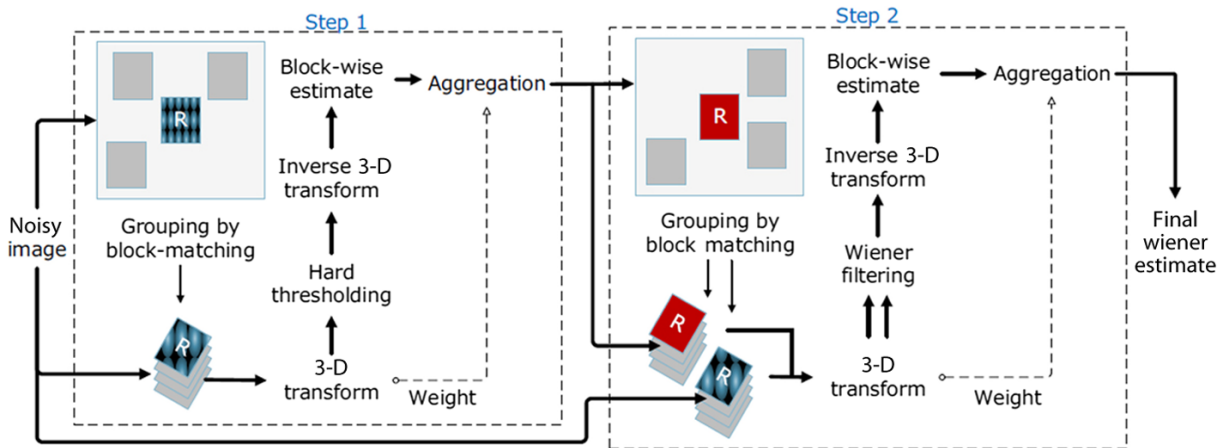 Step 1
R
Block-wise
estimate
Aggregation
Inverse 3-D
transform
Noisy
image
Grouping by
block-matching
Hard
thresholding
R
3-D
transform
Weight
Step 2
R
Block-wise
estimate
Aggregation
Inverse 3-D
transform
Grouping by
block matching
Wiener
filtering
R
R
3-D
transform
Weight
Final
wiener
estimate